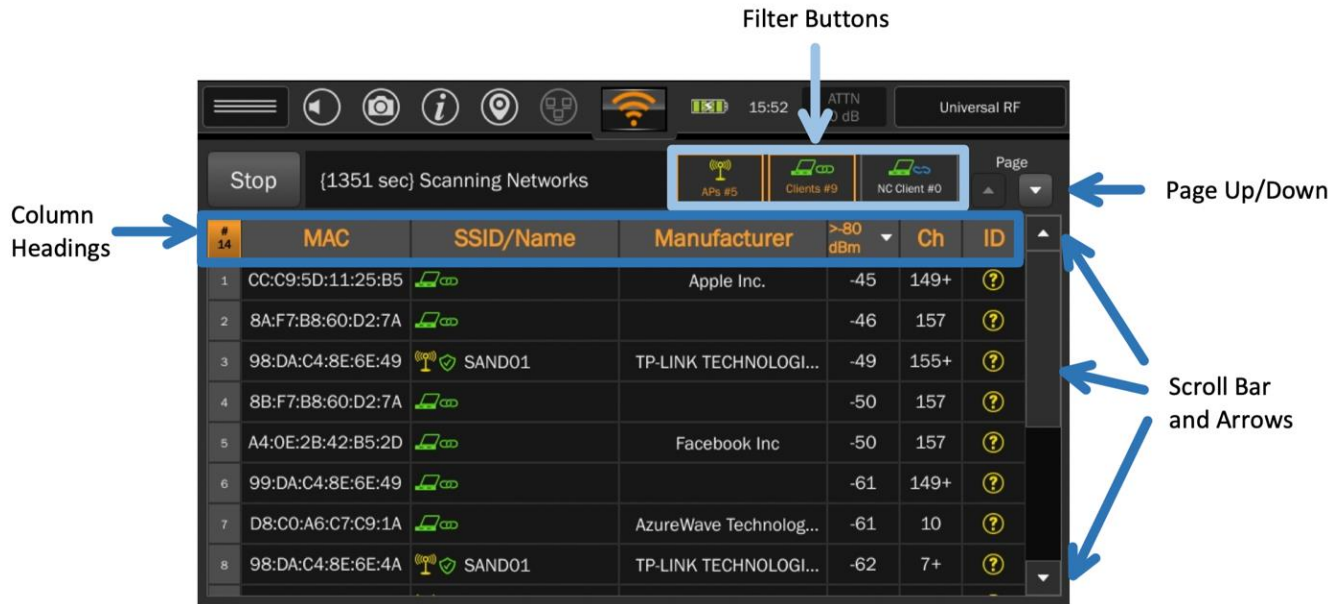 Filter Buttons
15:52
ATTN
0 dB
Universal RF
Stop
{1351 sec} Scanning Networks
APs #5
Clients #9
NC Client #0
Page
Page Up/Down
Column
Headings
# 14 MAC SSID/Name Manufacturer >-80 dBm Ch ID
1 CC:C9:5D:11:25:B5 Apple Inc. -45 149+ ?
2 8A:F7:B8:60:D2:7A -46 157 ?
3 98:DA:C4:8E:6E:49 SAND01 TP-LINK TECHNOLOGI... -49 155+ ?
4 8B:F7:B8:60:D2:7A -50 157 ?
5 A4:0E:2B:42:B5:2D Facebook Inc -50 157 ?
6 99:DA:C4:8E:6E:49 -61 149+ ?
7 D8:C0:A6:C7:C9:1A AzureWave Technolog... -61 10 ?
8 98:DA:C4:8E:6E:4A SAND01 TP-LINK TECHNOLOGI... -62 7+ ?
Scroll Bar
and Arrows